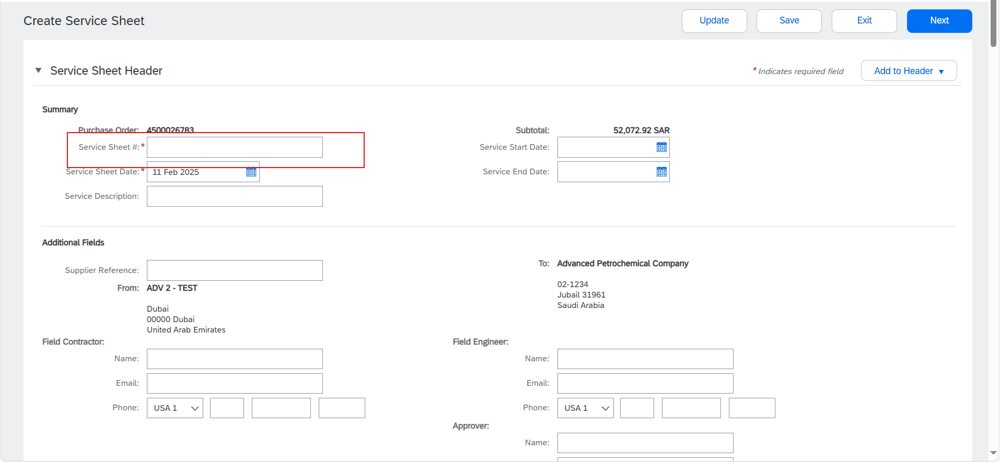 Create Service Sheet
Update Save Exit Next
Service Sheet Header
* Indicates required field
Add to Header
Summary
Purchase Order: 4500026783
Subtotal: 52,072.92 SAR
Service Sheet #:*
Service Start Date:
Service Sheet Date:* 11 Feb 2025
Service End Date:
Service Description:
Additional Fields
Supplier Reference:
To: Advanced Petrochemical Company
02-1234
Jubail 31961
Saudi Arabia
From: ADV 2 - TEST
Dubai
00000 Dubai
United Arab Emirates
Field Contractor:
Name:
Email:
Phone: USA 1
Field Engineer:
Name:
Email:
Phone: USA 1
Approver:
Name: